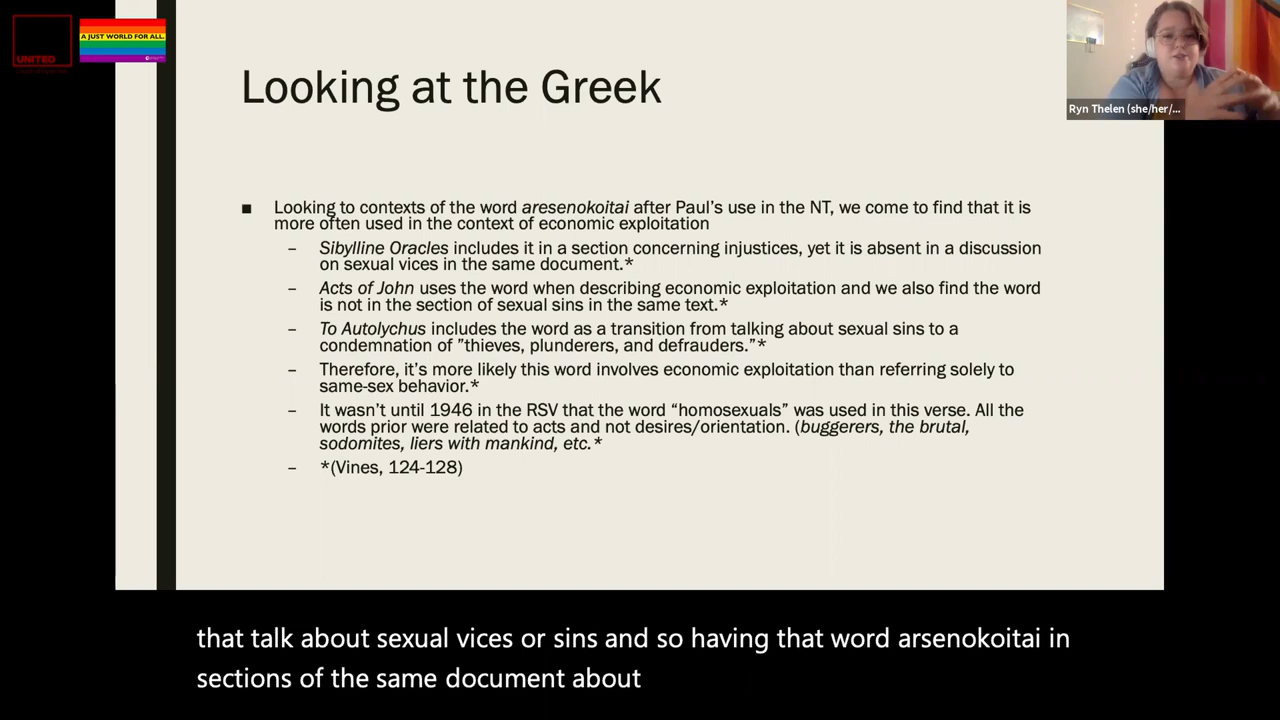 UNITED
A JUST WORLD FOR ALL.
Ryn Thelen (she/her/...
Looking at the Greek
■ Looking to contexts of the word aresenokoitai after Paul’s use in the NT, we come to find that it is
more often used in the context of economic exploitation
– Sibylline Oracles includes it in a section concerning injustices, yet it is absent in a discussion
on sexual vices in the same document.*
– Acts of John uses the word when describing economic exploitation and we also find the word
is not in the section of sexual sins in the same text.*
– To Autolychus includes the word as a transition from talking about sexual sins to a
condemnation of ”thieves, plunderers, and defrauders.”*
– Therefore, it’s more likely this word involves economic exploitation than referring solely to
same-sex behavior.*
– It wasn’t until 1946 in the RSV that the word “homosexuals” was used in this verse. All the
words prior were related to acts and not desires/orientation. (buggerers, the brutal,
sodomites, liers with mankind, etc.*
– *(Vines, 124-128)
that talk about sexual vices or sins and so having that word arsenokoitai in
sections of the same document about